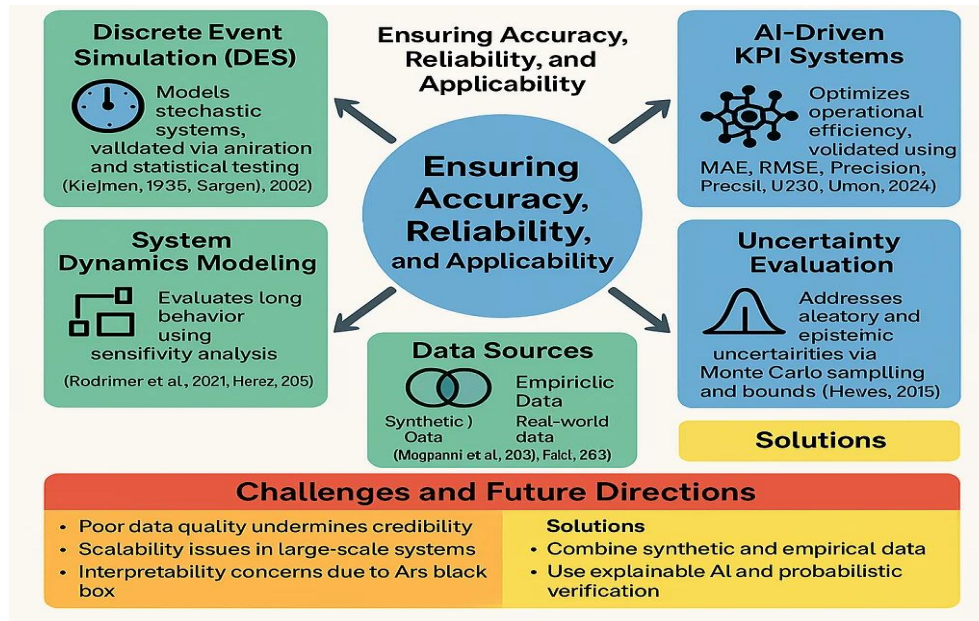 Discrete Event
Simulation (DES)
Models
stechastic
systems,
valldated via aniration
and statistical testing
(KieJmen, 1935, Sargen), 2002)
Ensuring Accuracy,
Reliability, and
Applicability
AI-Driven
KPI Systems
Optimizes
operational
efficiency,
volidated using
MAE, RMSE, Precision,
Precsil, U230, Umon, 2024)
Ensuring
Accuracy,
Reliability,
and Applicability
System
Dynamics Modeling
Evaluates long
behavior
using
sensifivity analysis
(Rodrimer et al., 2021, Herez, 205)
Uncertainty
Evaluation
Addresses
aleatory and
epistemic
uncertairities via
Monte Carlo samplling
and bounds (Hewes, 2015)
Data Sources
Empiriclic
Data
Synthetic )
Oata
Real-world
data
(Mogpanni et al, 203), Falcl, 263)
Solutions
Challenges and Future Directions
• Poor data quality undermines credibility
• Scalability issues in large-scale systems
• Interpretability concerns due to Ars black
box
Solutions
• Combine synthetic and empirical data
• Use explainable AI and probabilistic
verification